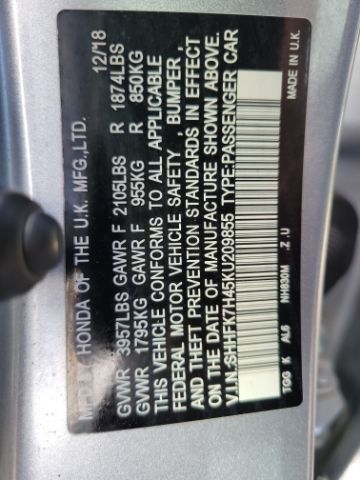 MFD BY HONDA OF THE U.K. MFG.,LTD. 12/18
GVWR 3957LBS GAWR F 2105LBS R 1874LBS
GVWR 1795KG GAWR F 955KG R 850KG
THIS VEHICLE CONFORMS TO ALL APPLICABLE
FEDERAL MOTOR VEHICLE SAFETY , BUMPER ,
AND THEFT PREVENTION STANDARDS IN EFFECT
ON THE DATE OF MANUFACTURE SHOWN ABOVE.
V.I.N.:SHHFK7H45KU209855 TYPE:PASSENGER CAR
TGG K AL6 NH830M .Z .U MADE IN U.K.